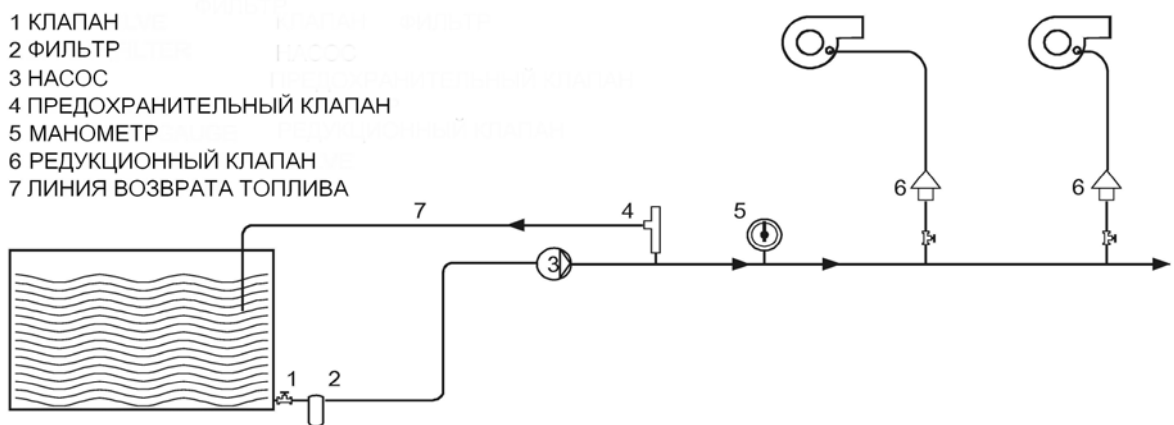 1 КЛАПАН
2 ФИЛЬТР
3 НАСОС
4 ПРЕДОХРАНИТЕЛЬНЫЙ КЛАПАН
5 МАНОМЕТР
6 РЕДУКЦИОННЫЙ КЛАПАН
7 ЛИНИЯ ВОЗВРАТА ТОПЛИВА
6
6
7
4
5
3
1
2